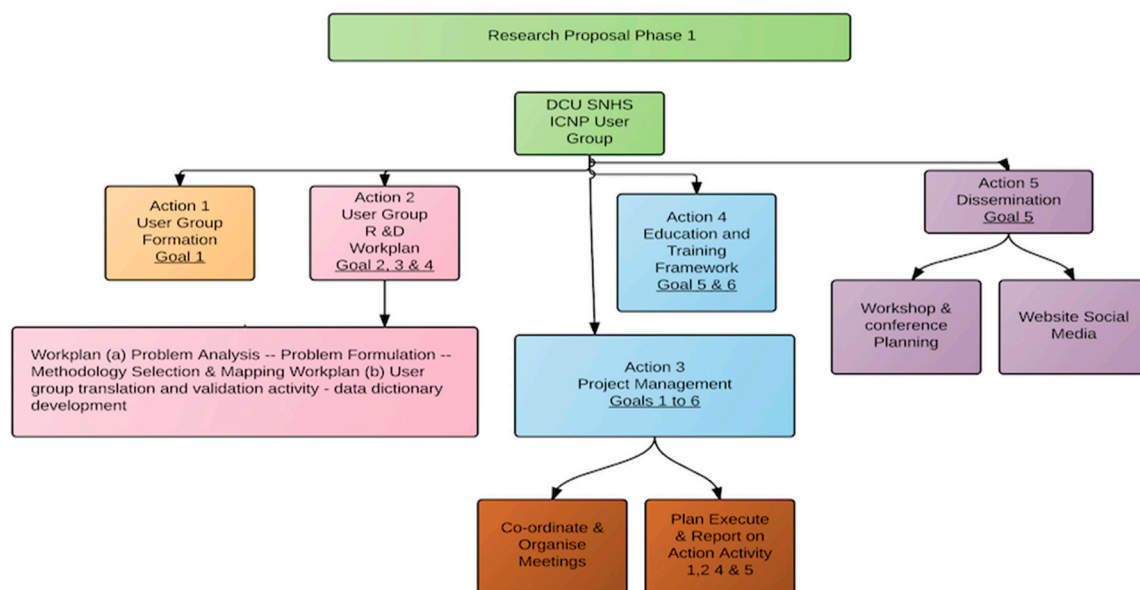 Research Proposal Phase 1
DCU SNHS
ICNP User
Group
Action 1
User Group
Formation
Goal 1
Action 2
User Group
R &D
Workplan
Goal 2, 3 & 4
Action 4
Education and
Training
Framework
Goal 5 & 6
Action 5
Dissemination
Goal 5
Workshop &
conference
Planning
Website Social
Media
Workplan (a) Problem Analysis -- Problem Formulation --
Methodology Selection & Mapping Workplan (b) User
group translation and validation activity - data dictionary
development
Action 3
Project Management
Goals 1 to 6
Co-ordinate &
Organise
Meetings
Plan Execute
& Report on
Action Activity
1,2 4 & 5